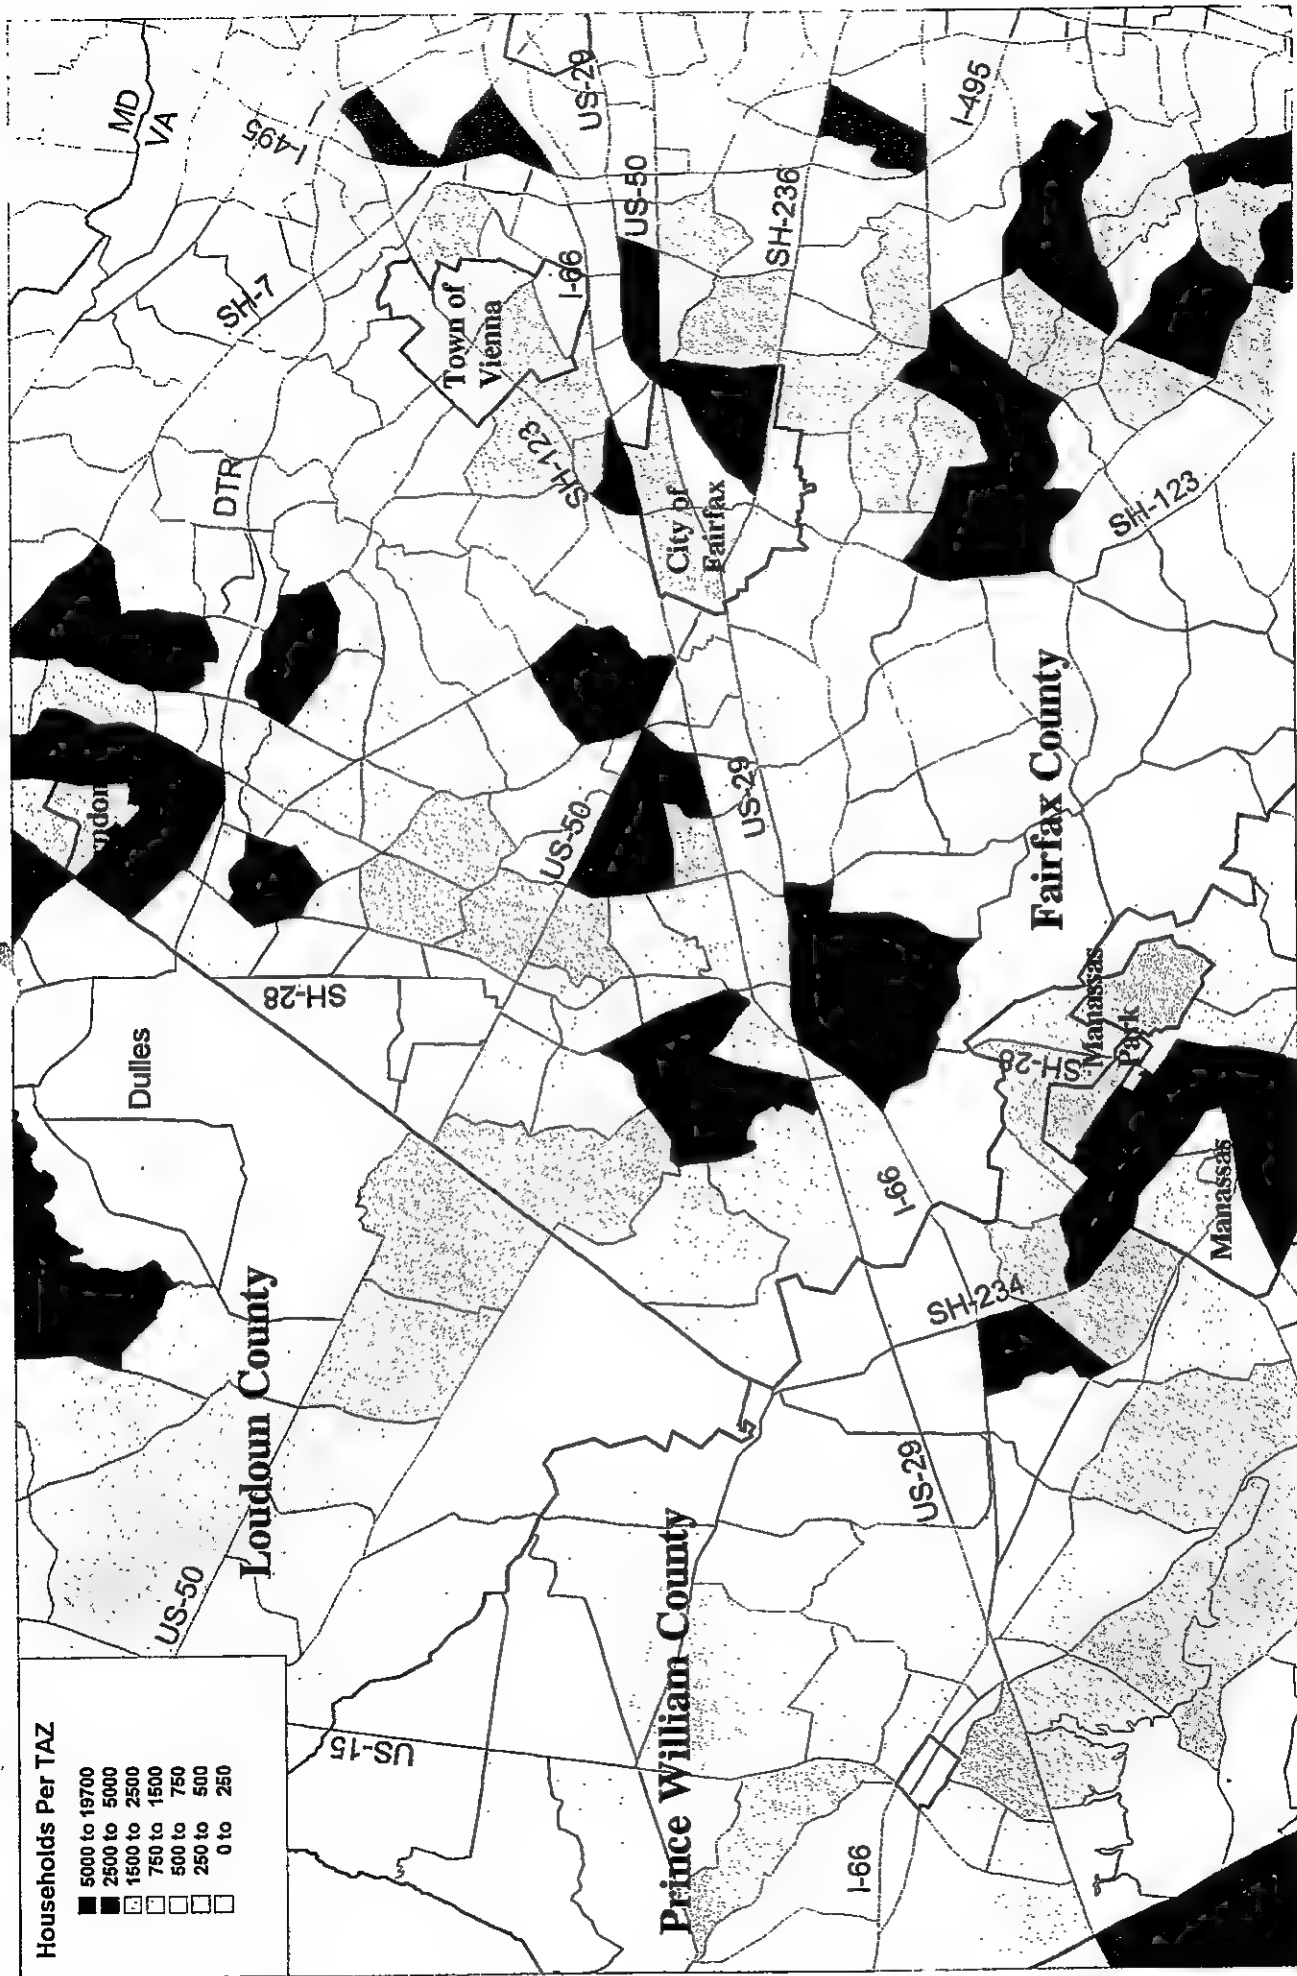 Households Per TAZ
5000 to 19700
2500 to 5000
1500 to 2500
750 to 1500
500 to 750
250 to 500
0 to 250
MD
VA
I-495
SH-7
DTR
Town of
Vienna
I-66
US-29
US-50
SH-236
I-495
SH-123
City of
Fairfax
SH-123
ndon
US-50
US-29
Fairfax County
Dulles
SH-28
Manassas
Park
SH-28
Manassas
I-66
SH-234
Loudoun County
US-50
US-29
Prince William County
US-15
I-66